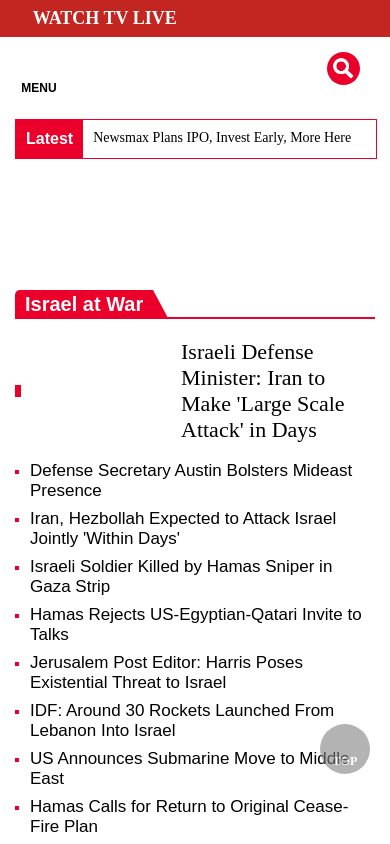 WATCH TV LIVE
MENU
Latest
Newsmax Plans IPO, Invest Early, More Here
Israel at War
Israeli Defense
Minister: Iran to
Make 'Large Scale
Attack' in Days
Defense Secretary Austin Bolsters Mideast
Presence
Iran, Hezbollah Expected to Attack Israel
Jointly 'Within Days'
Israeli Soldier Killed by Hamas Sniper in
Gaza Strip
Hamas Rejects US-Egyptian-Qatari Invite to
Talks
Jerusalem Post Editor: Harris Poses
Existential Threat to Israel
IDF: Around 30 Rockets Launched From
Lebanon Into Israel
US Announces Submarine Move to Middle
East
TOP
Hamas Calls for Return to Original Cease-
Fire Plan